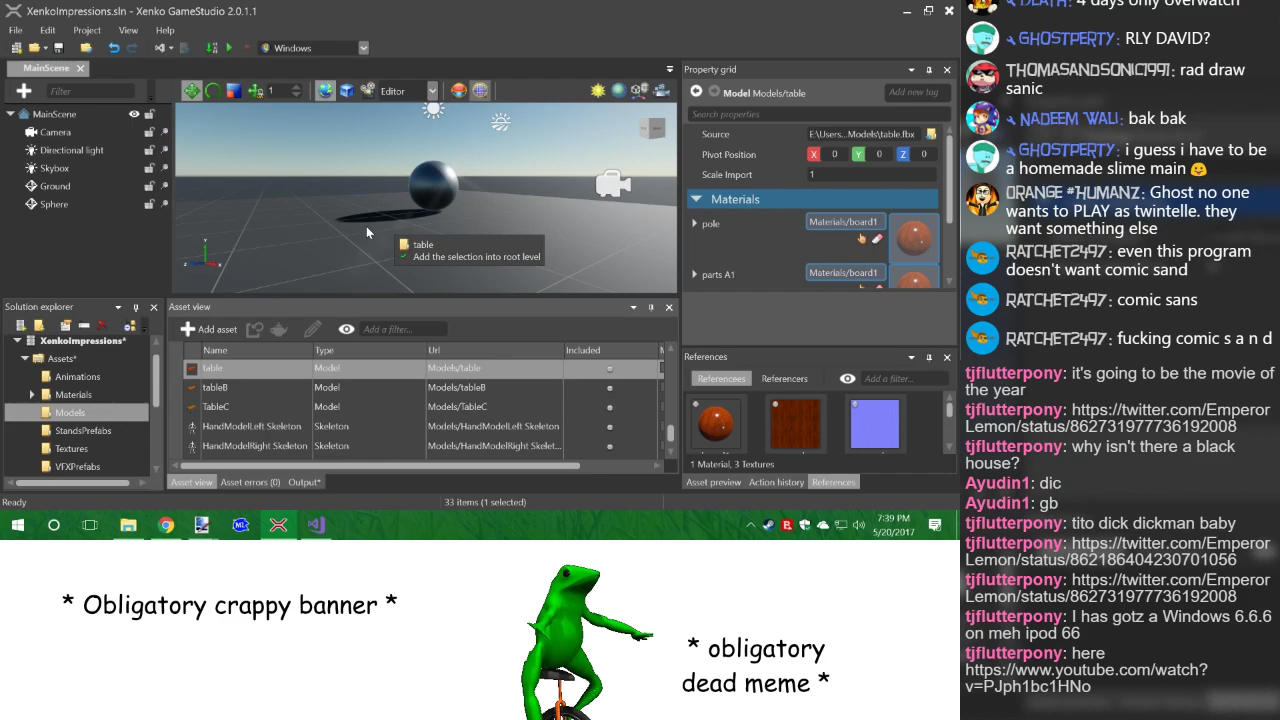 XenkoImpressions.sln - Xenko GameStudio 2.0.1.1
File Edit Project View Help
Windows
MainScene
Filter
1
Editor
MainScene
Camera
Directional light
Skybox
Ground
Sphere
table
Add the selection into root level
Property grid
Model Models/table
Add new tag
Search properties
Source E:\Users...Models\table.fbx
Pivot Position X 0 Y 0 Z 0
Scale Import 1
Materials
pole Materials/board1
parts A1 Materials/board1
Solution explorer
XenkoImpressions*
Assets*
Animations
Materials
Models
StandsPrefabs
Textures
VFXPrefabs
Asset view
Add asset
Add a filter...
Name Type Url Included
table Model Models/table
tableB Model Models/tableB
TableC Model Models/TableC
HandModelLeft Skeleton Skeleton Models/HandModelLeft Skeleton
HandModelRight Skeleton Skeleton Models/HandModelRight Skelet...
Asset view Asset errors (0) Output*
References
Referencees Referencers Add a filter...
1 Material, 3 Textures
Asset preview Action history References
Ready
33 items (1 selected)
7:39 PM
5/20/2017
* Obligatory crappy banner *
* obligatory
dead meme *
DEATH: 4 days only overwatch
GHOSTPERTY: RLY DAVID?
THOMASANDSONIC1991: rad draw
sanic
NADEEM WALI: bak bak
GHOSTPERTY: i guess i have to be
a homemade slime main
ORANGE #HUMANZ: Ghost no one
wants to PLAY as twintelle. they
want something else
RATCHET2497: even this program
doesn't want comic sand
RATCHET2497: comic sans
RATCHET2497: fucking comic s a n d
tjflutterpony: it's going to be the movie of
the year
tjflutterpony: https://twitter.com/Emperor
Lemon/status/862731977736192008
tjflutterpony: why isn't there a black
house?
Ayudin1: dic
Ayudin1: gb
tjflutterpony: tito dick dickman baby
tjflutterpony: https://twitter.com/Emperor
Lemon/status/862186404230701056
tjflutterpony: https://twitter.com/Emperor
Lemon/status/862731977736192008
tjflutterpony: I has gotz a Windows 6.6.6
on meh ipod 66
tjflutterpony: here
https://www.youtube.com/watch?
v=PJph1bc1HNo